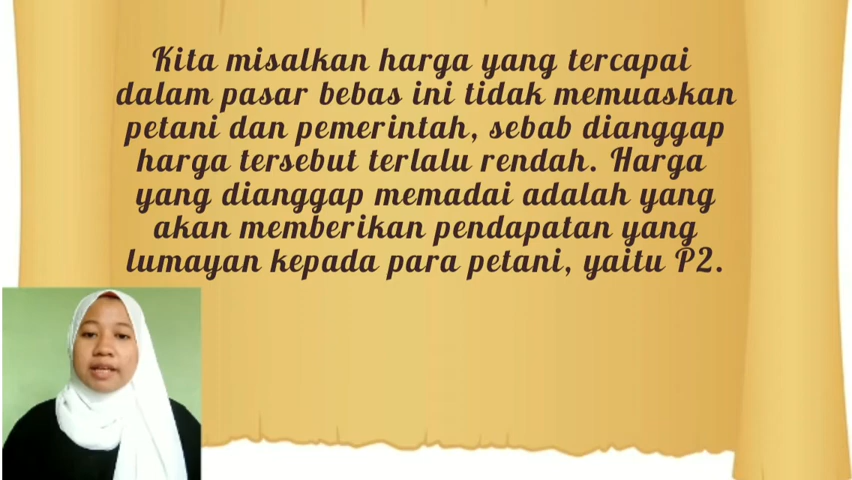 Kita misalkan harga yang tercapai
dalam pasar bebas ini tidak memuaskan
petani dan pemerintah, sebab dianggap
harga tersebut terlalu rendah. Harga
yang dianggap memadai adalah yang
akan memberikan pendapatan yang
lumayan kepada para petani, yaitu P2.